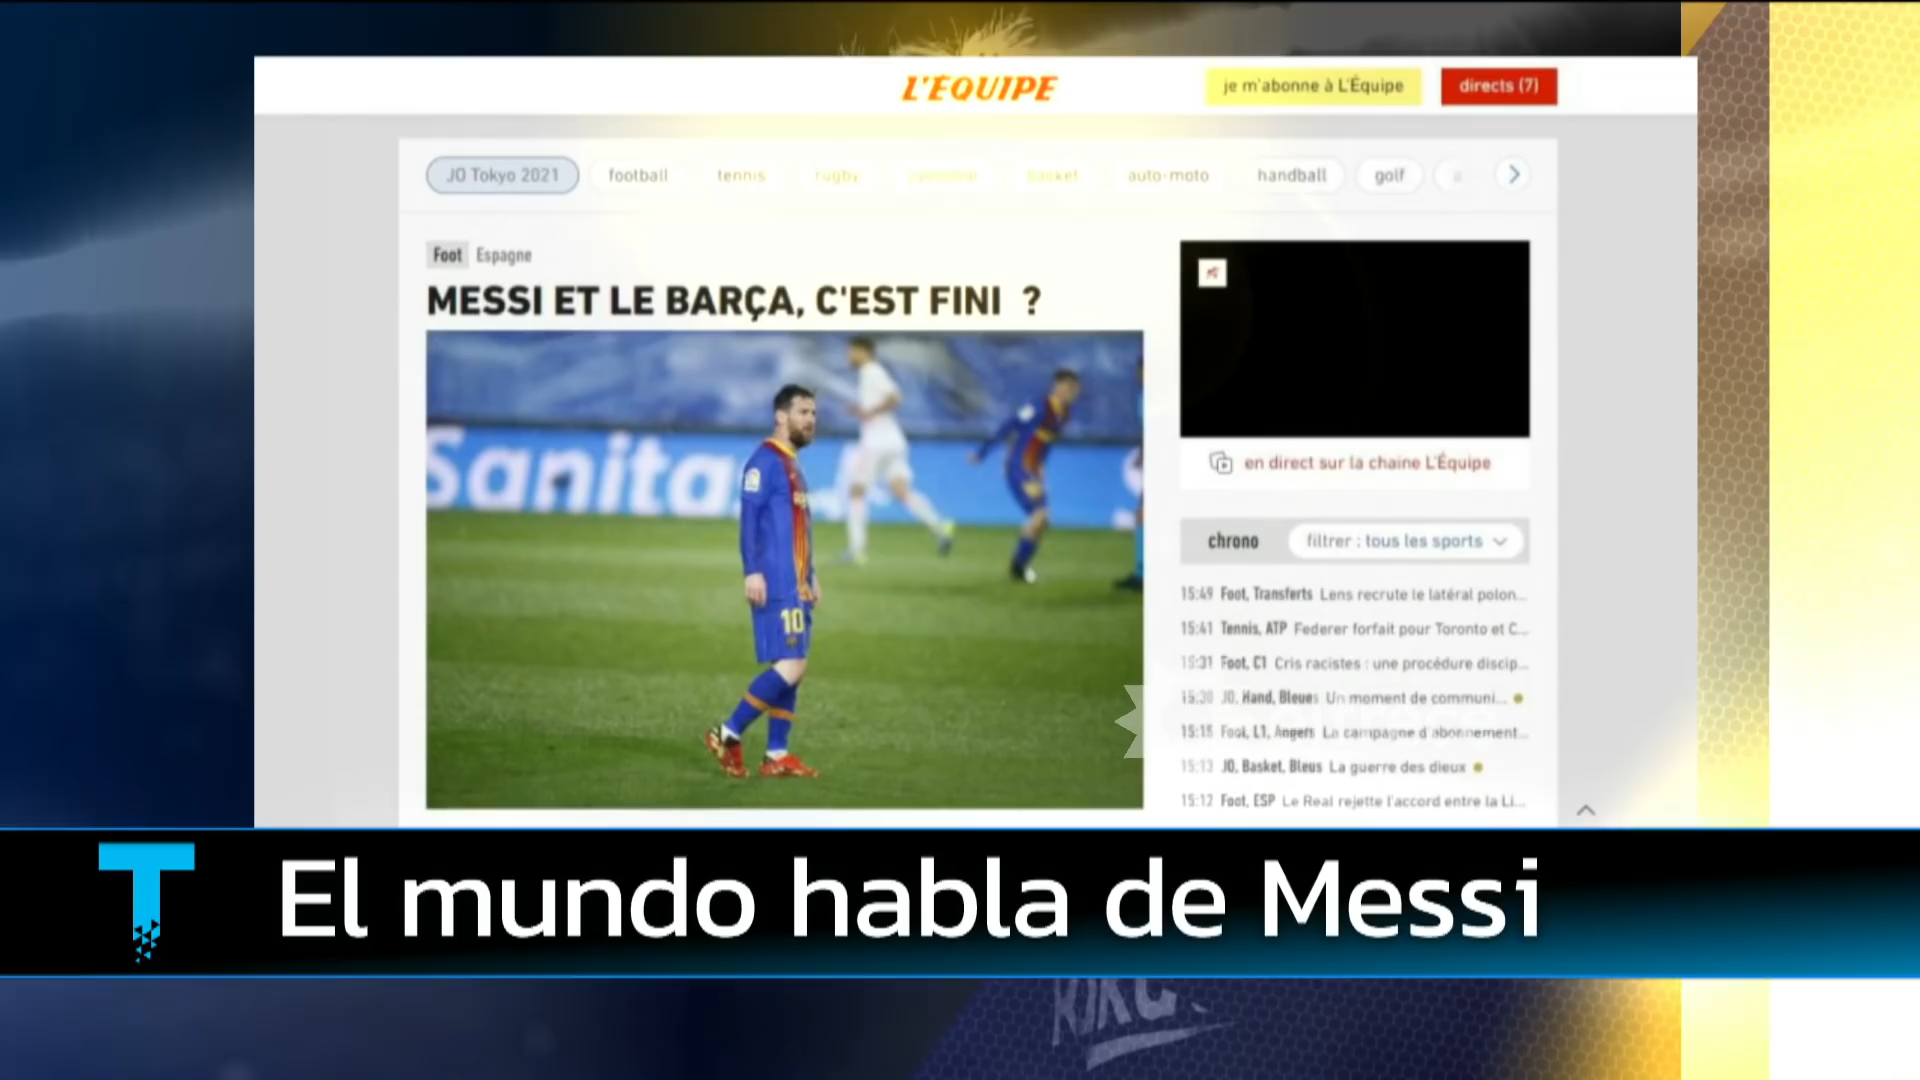 L'ÉQUIPE
je m'abonne à L'Équipe
directs (7)
JO Tokyo 2021
football
tennis
rugby
basket
auto-moto
handball
golf
Foot Espagne
MESSI ET LE BARÇA, C'EST FINI ?
Sanita
10
en direct sur la chaine L'Équipe
chrono
filtrer : tous les sports
15:49 Foot, Transferts Lens recrute le latéral polon...
15:41 Tennis, ATP Federer forfait pour Toronto et C...
15:31 Foot, C1 Cris racistes : une procédure discip...
15:30 JO, Hand, Bleues Un moment de communi...
15:15 Foot, L1, Angers La campagne d'abonnement...
15:13 JO, Basket, Bleus La guerre des dieux
15:12 Foot, ESP Le Real rejette l'accord entre la Li...
El mundo habla de Messi